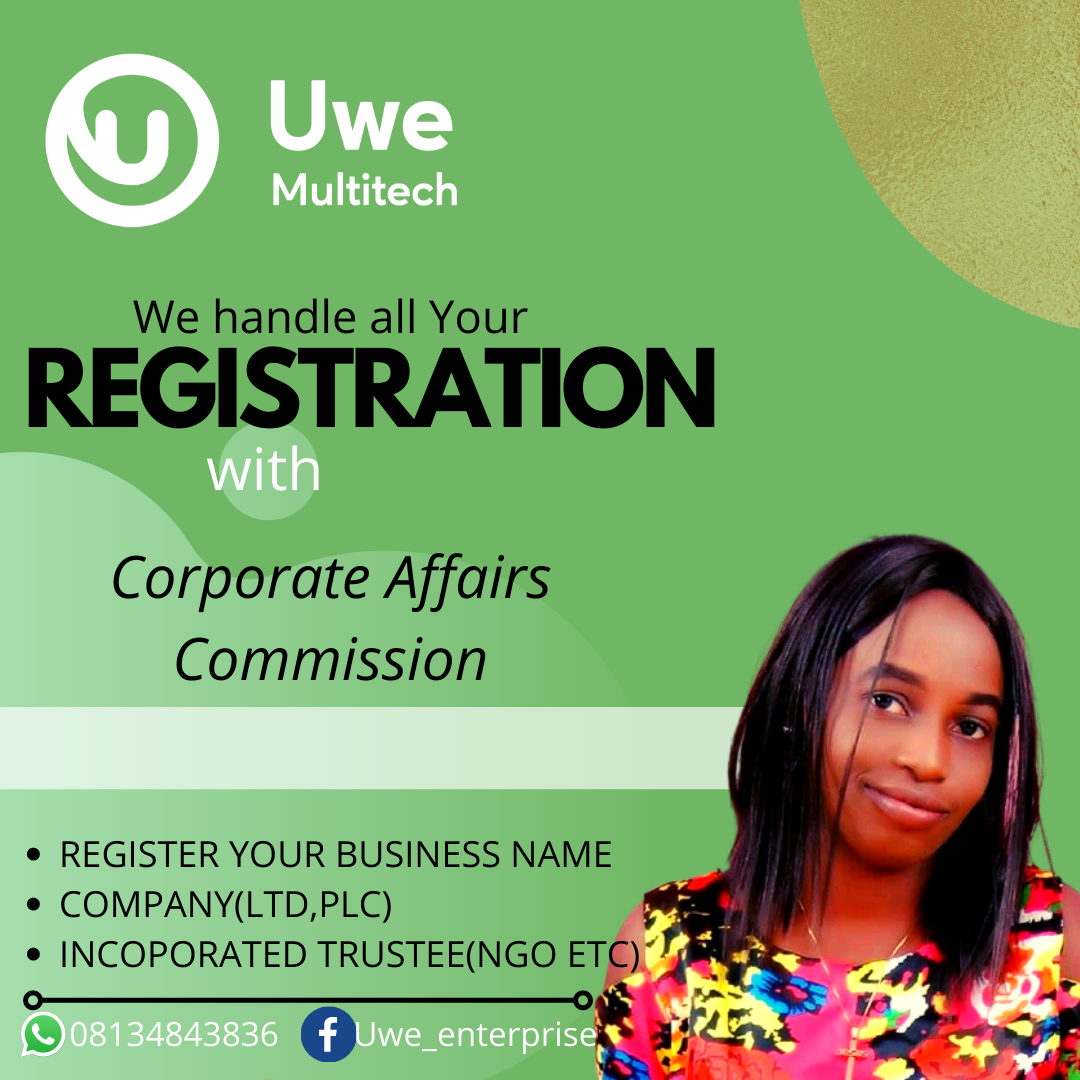 U
Uwe
Multitech
We handle all Your
REGISTRATION
with
Corporate Affairs
Commission
REGISTER YOUR BUSINESS NAME
COMPANY(LTD,PLC)
INCOPORATED TRUSTEE(NGO ETC)
08134843836
Uwe_enterprise